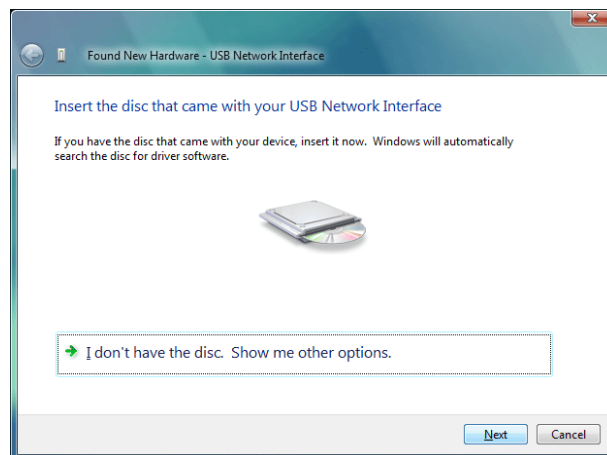 Found New Hardware - USB Network Interface
Insert the disc that came with your USB Network Interface
If you have the disc that came with your device, insert it now.  Windows will automatically
search the disc for driver software.
I don't have the disc.  Show me other options.
Next
Cancel